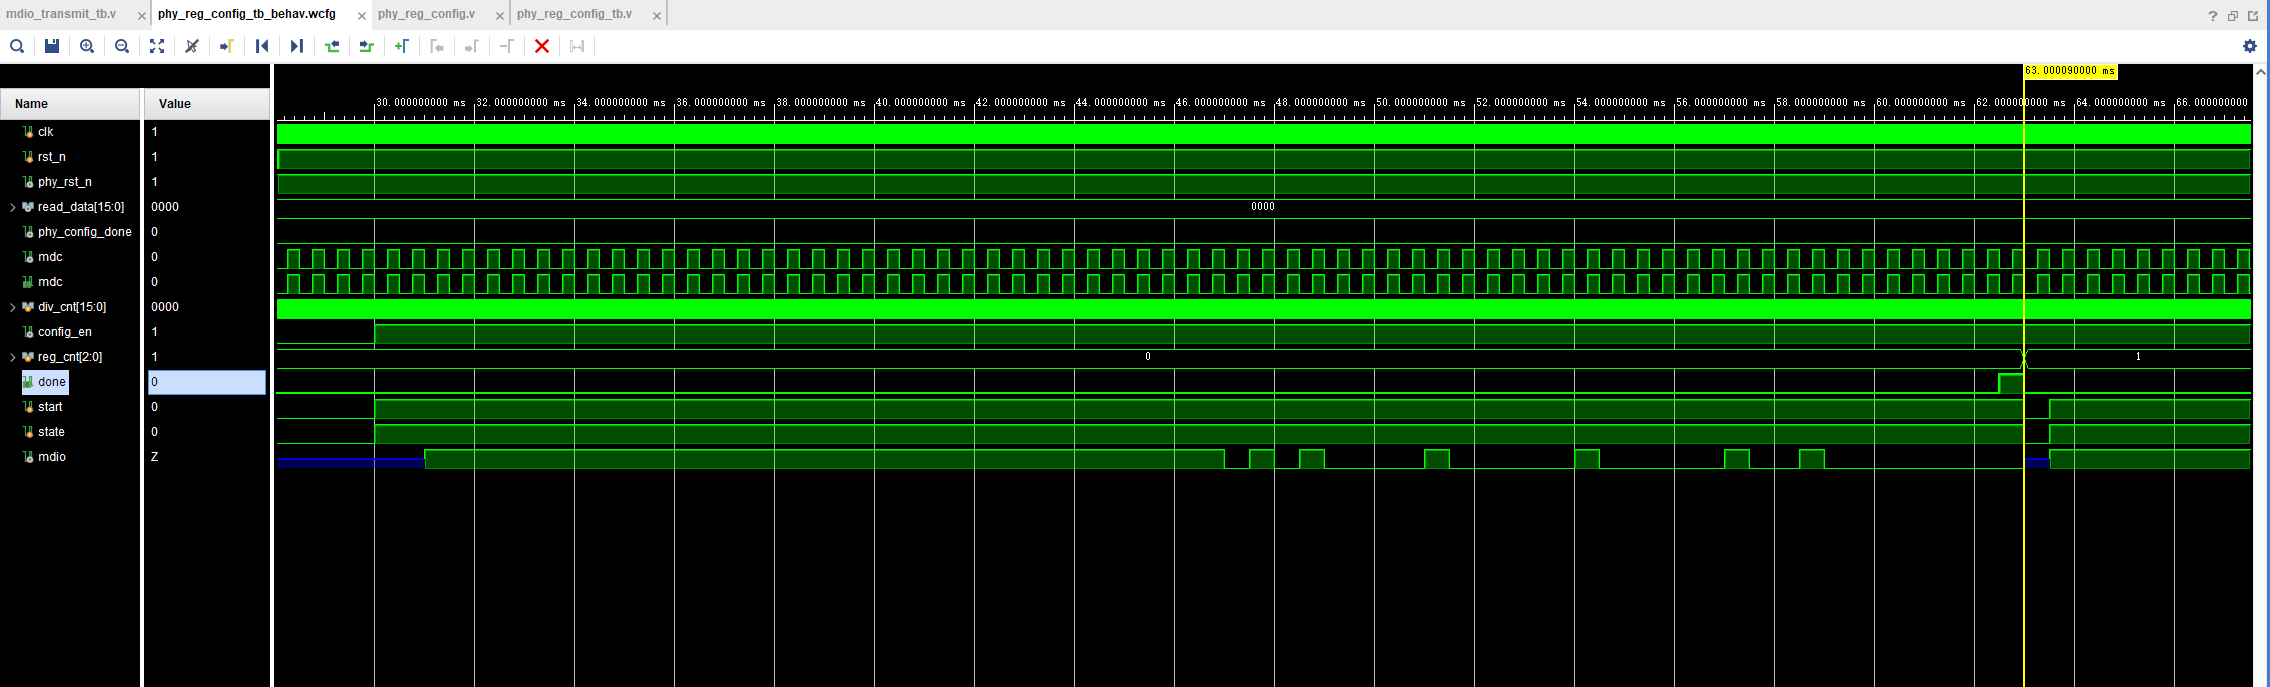 mdio_transmit_tb.v × phy_reg_config_tb_behav.wcfg × phy_reg_config.v × phy_reg_config_tb.v ×
63.000090000 ms
Name Value
30.000000000 ms 32.000000000 ms 34.000000000 ms 36.000000000 ms 38.000000000 ms 40.000000000 ms 42.000000000 ms 44.000000000 ms 46.000000000 ms 48.000000000 ms 50.000000000 ms 52.000000000 ms 54.000000000 ms 56.000000000 ms 58.000000000 ms 60.000000000 ms 62.000000000 ms 64.000000000 ms 66.000000000
clk 1
rst_n 1
phy_rst_n 1
read_data[15:0] 0000 0000
phy_config_done 0
mdc 0
mdc 0
div_cnt[15:0] 0000
config_en 1
reg_cnt[2:0] 1 0 1
done 0
start 0
state 0
mdio Z